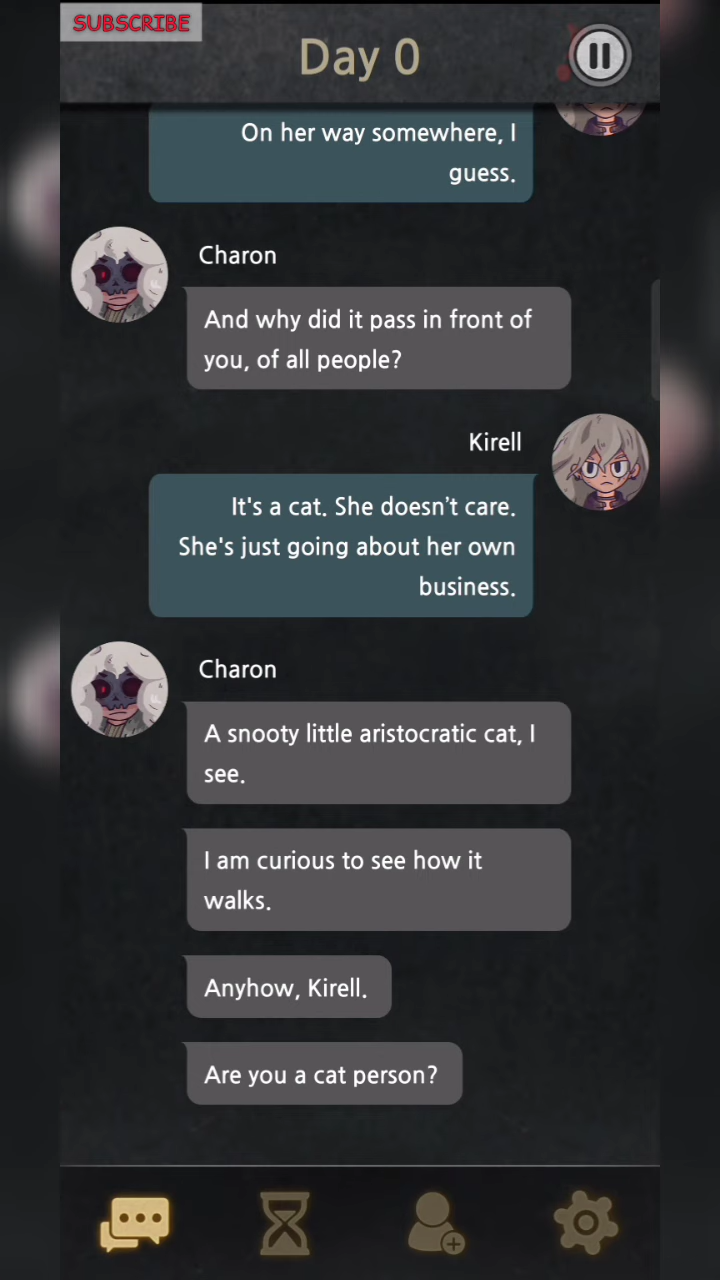 SUBSCRIBE
Day 0
On her way somewhere, I
guess.
Charon
And why did it pass in front of
you, of all people?
Kirell
It's a cat. She doesn't care.
She's just going about her own
business.
Charon
A snooty little aristocratic cat, I
see.
I am curious to see how it
walks.
Anyhow, Kirell.
Are you a cat person?